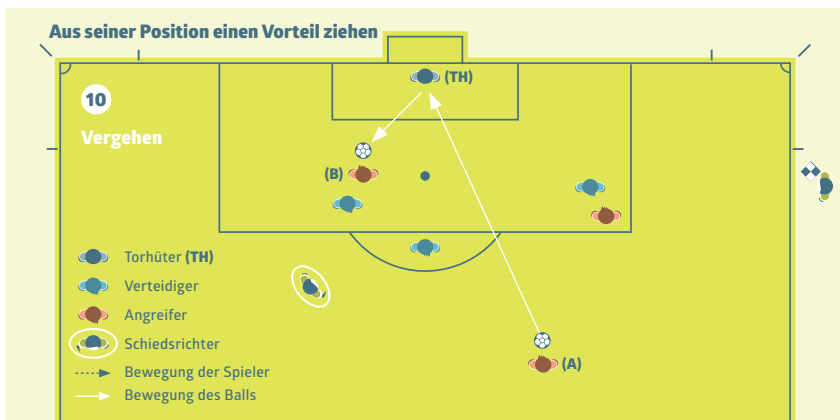 Aus seiner Position einen Vorteil ziehen
(TH)
10
Vergehen
(B)
Torhüter (TH)
Verteidiger
Angreifer
Schiedsrichter
(A)
Bewegung der Spieler
Bewegung des Balls